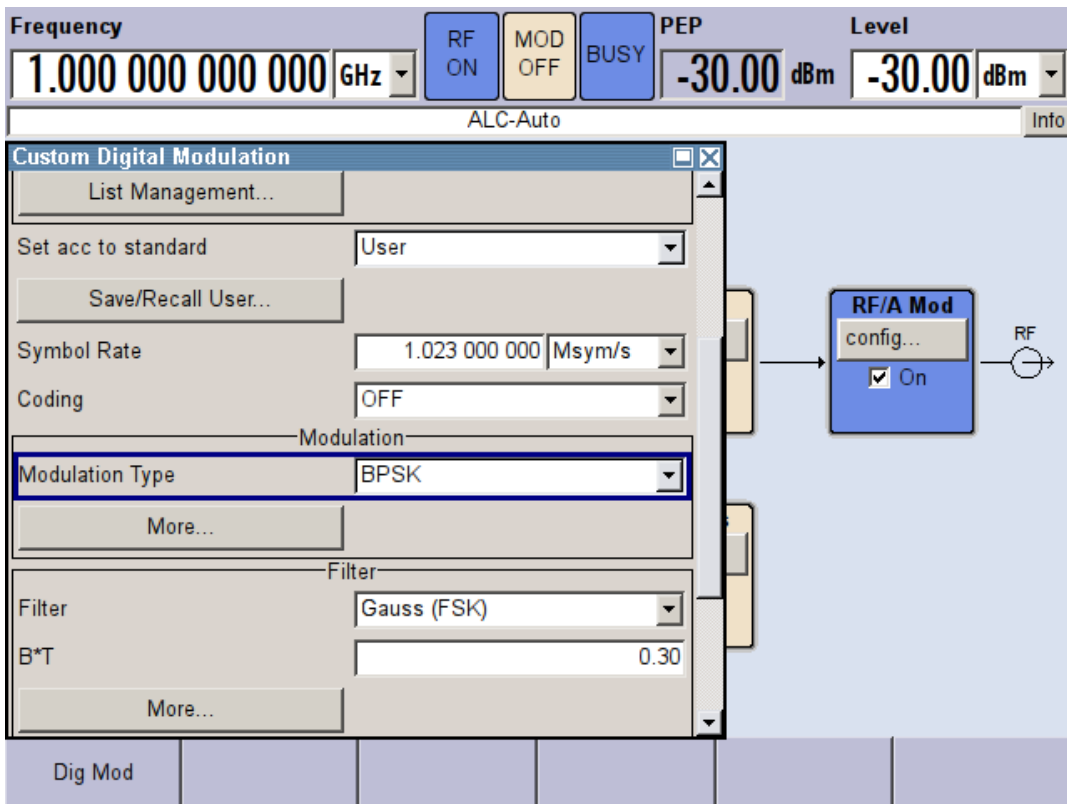 Frequency
RF ON
MOD OFF
BUSY
PEP
Level
1.000 000 000 000 GHz
-30.00 dBm
-30.00 dBm
ALC-Auto
Info
Custom Digital Modulation
List Management...
Set acc to standard User
Save/Recall User...
Symbol Rate 1.023 000 000 Msym/s
Coding OFF
Modulation
Modulation Type BPSK
More...
Filter
Filter Gauss (FSK)
B*T 0.30
More...
RF/A Mod
config...
On
RF
Dig Mod